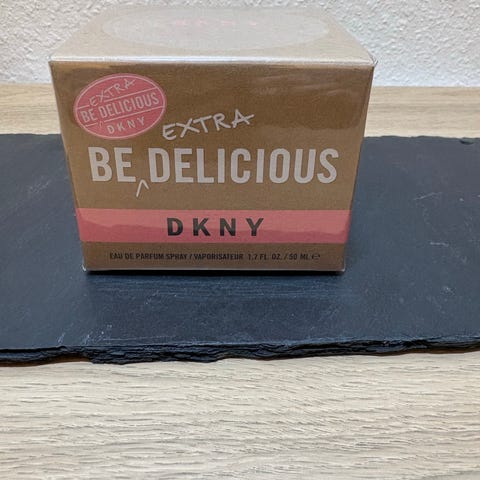 EXTRA
BE DELICIOUS
DKNY
EXTRA
BE DELICIOUS
DKNY
EAU DE PARFUM SPRAY / VAPORISATEUR 1.7 FL. OZ. / 50 ML ℮